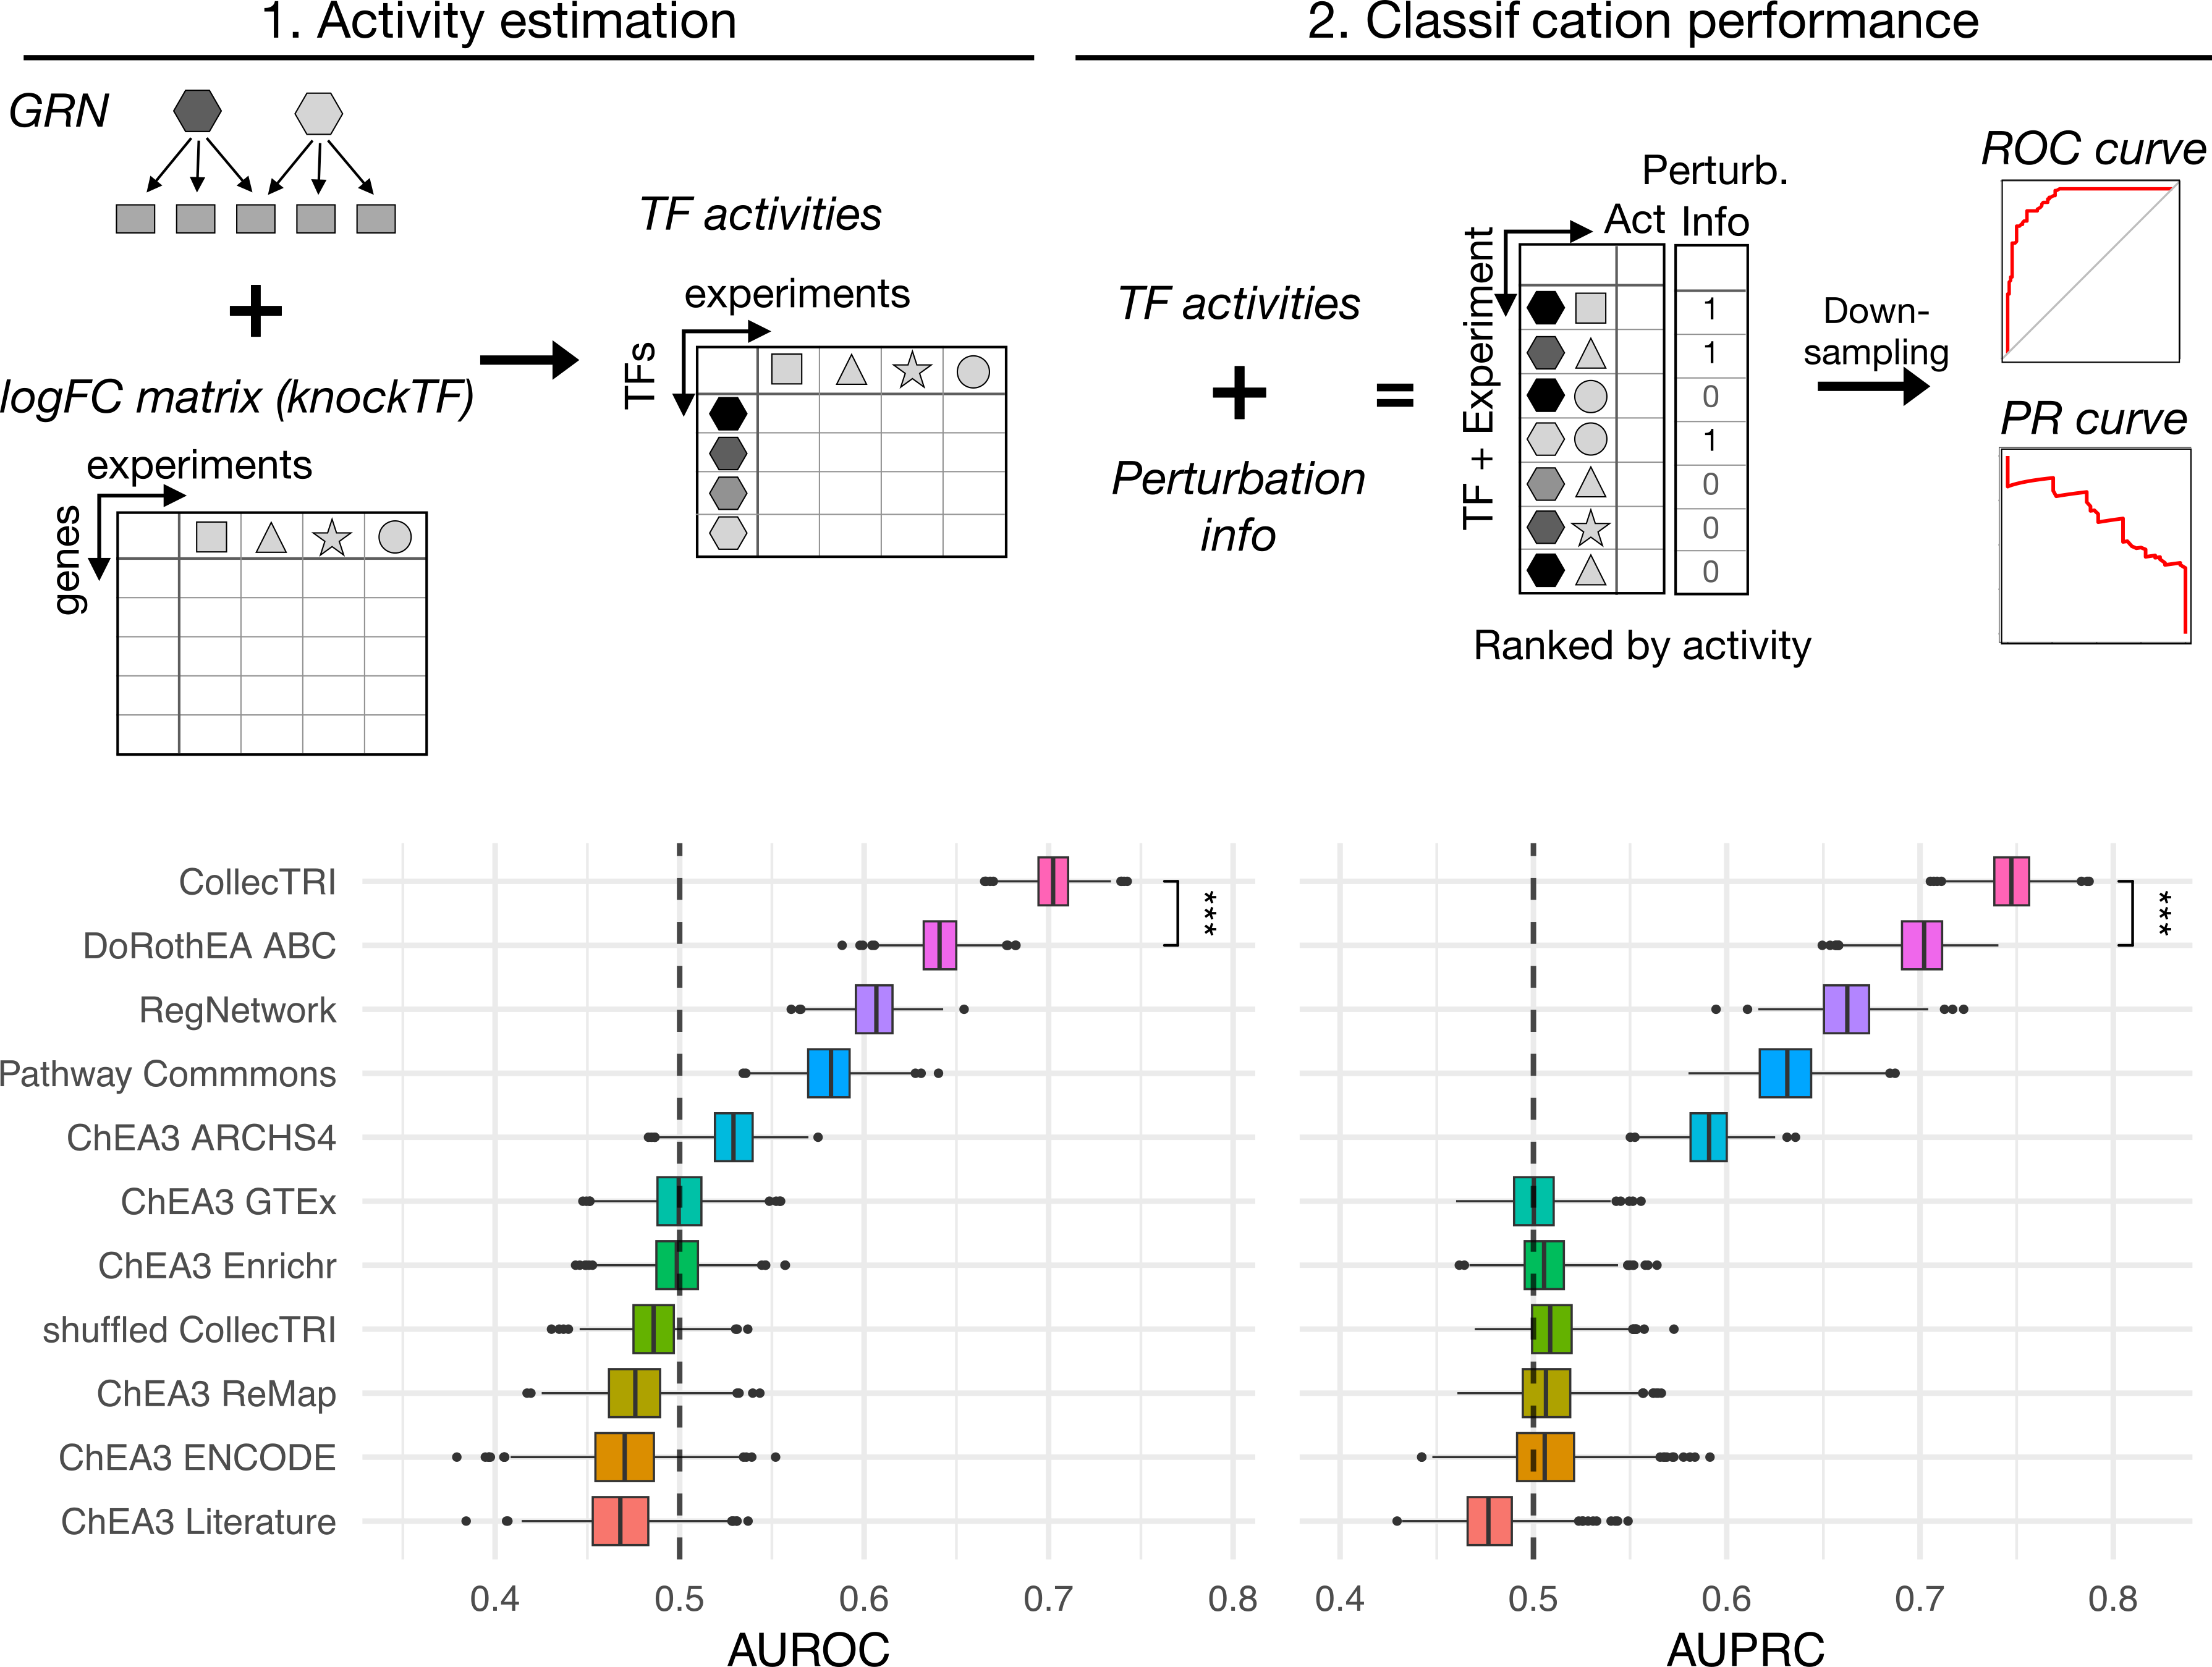 1. Activity estimation
2. Classif cation performance
GRN
logFC matrix (knockTF)
experiments
genes
TF activities
experiments
TFs
TF activities
Perturbation
info
Perturb.
Act
Info
TF + Experiment
1
1
0
1
0
0
0
Ranked by activity
Down-
sampling
ROC curve
PR curve
CollecTRI
DoRothEA ABC
RegNetwork
Pathway Commmons
ChEA3 ARCHS4
ChEA3 GTEx
ChEA3 Enrichr
shuffled CollecTRI
ChEA3 ReMap
ChEA3 ENCODE
ChEA3 Literature
***
***
0.4 0.5 0.6 0.7 0.8
AUROC
0.4 0.5 0.6 0.7 0.8
AUPRC